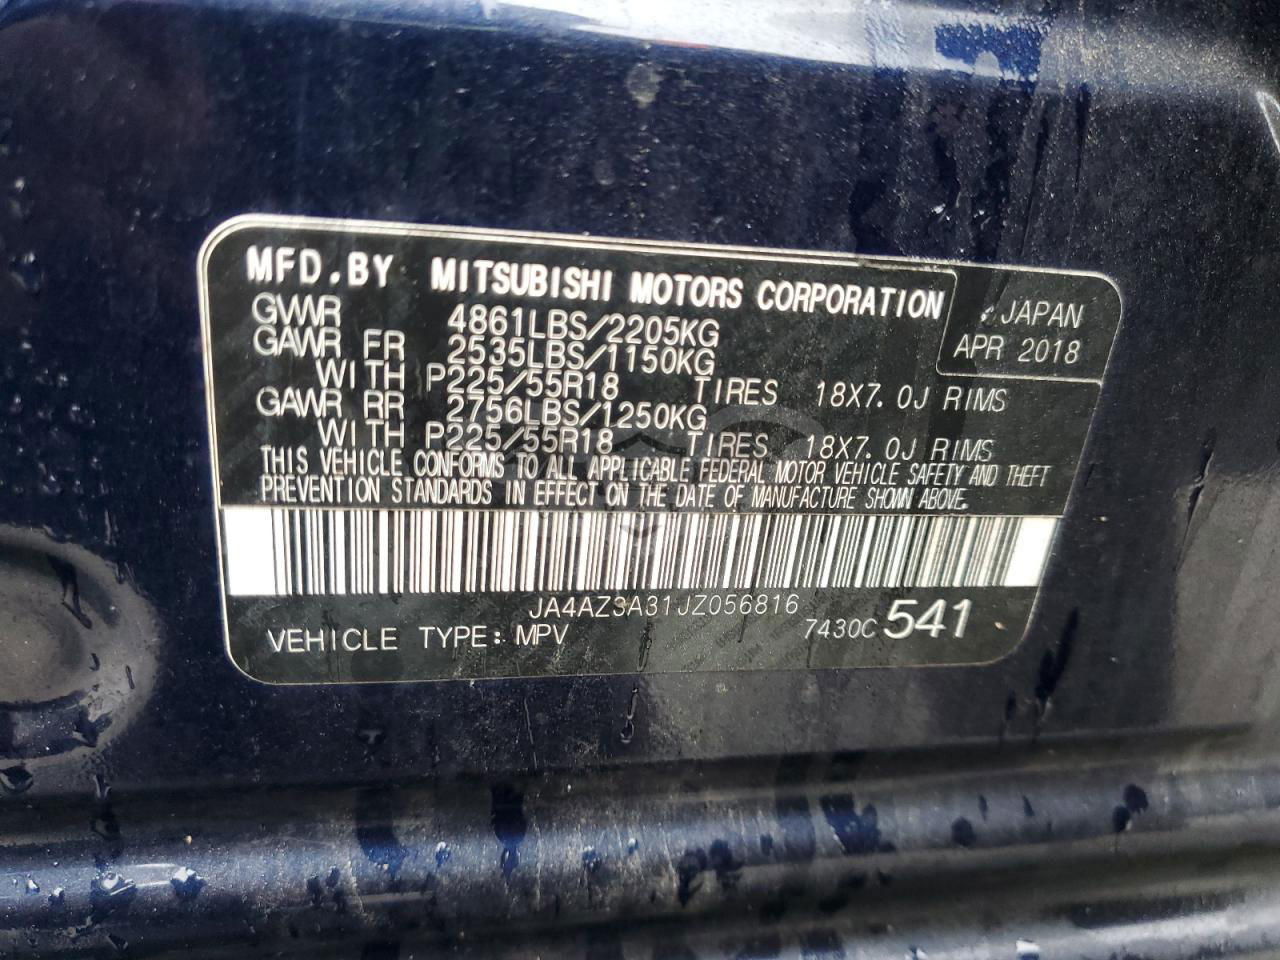 MFD.BY MITSUBISHI MOTORS CORPORATION
JAPAN
APR 2018
GVWR 4861LBS/2205KG
GAWR FR 2535LBS/1150KG
WITH P225/55R18 TIRES 18X7.0J RIMS
GAWR RR 2756LBS/1250KG
WITH P225/55R18 TIRES 18X7.0J RIMS
THIS VEHICLE CONFORMS TO ALL APPLICABLE FEDERAL MOTOR VEHICLE SAFETY AND THEFT
PREVENTION STANDARDS IN EFFECT ON THE DATE OF MANUFACTURE SHOWN ABOVE.
JA4AZ3A31JZ056816
VEHICLE TYPE: MPV 7430C 541